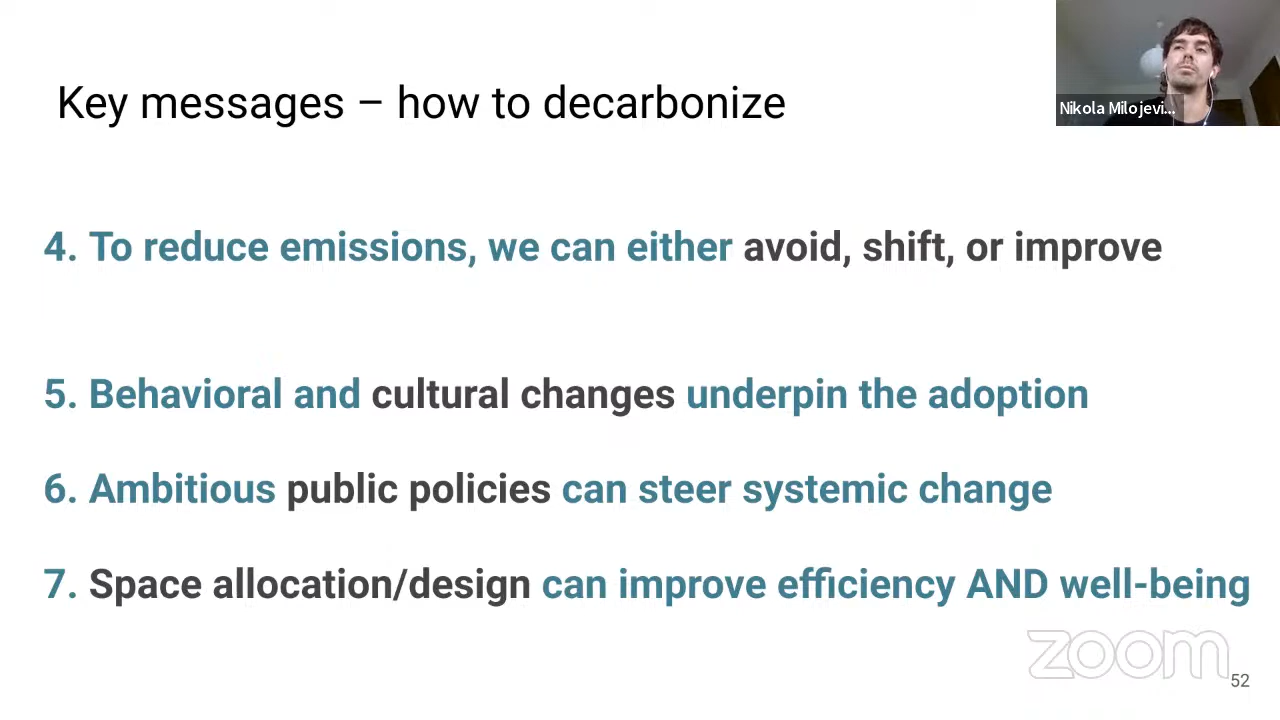 Key messages – how to decarbonize
Nikola Milojevi...
4. To reduce emissions, we can either avoid, shift, or improve
5. Behavioral and cultural changes underpin the adoption
6. Ambitious public policies can steer systemic change
7. Space allocation/design can improve efficiency AND well-being
zoom
52